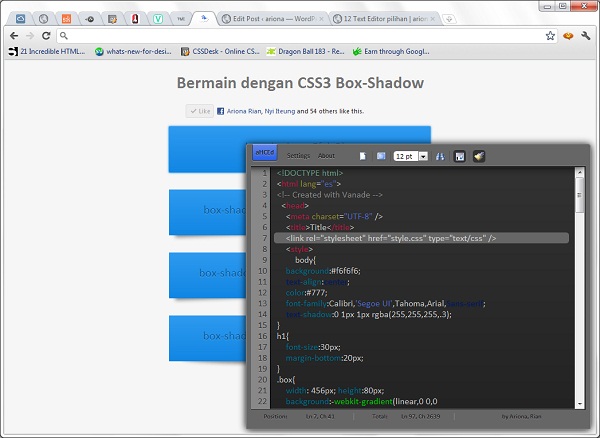 Edit Post ‹ ariona — WordP
12 Text Editor pilihan | arion
21 Incredible HTML...
whats-new-for-desi...
CSSDesk - Online CS...
Dragon Ball 183 - Re...
Earn through Googl...
Bermain dengan CSS3 Box-Shadow
Like
Ariona Rian, Nyi Iteung and 54 others like this.
Settings
About
12 pt
1 <!DOCTYPE html>
2 <html lang="es">
3 <!-- Created with Vanade -->
4 <head>
5 <meta charset="UTF-8" />
6 <title>Title</title>
7 <link rel="stylesheet" href="style.css" type="text/css" />
8 <style>
9 body{
10 background:#f6f6f6;
11 text-align:center;
12 color:#777;
13 font-family:Calibri,'Segoe UI',Tahoma,Arial,
14 text-shadow:0 1px 1px rgba(255,255,255,.3);
15 }
16 h1{
17 font-size:30px;
18 margin-bottom:20px;
19 }
20 .box{
21 width: 456px; height:80px;
22 background:-webkit-gradient(linear,0 0,0
box-shad
box-shad
box-shad
Position: Ln 7, Ch 41
Total: Ln 97, Ch 2639
by Ariona, Rian